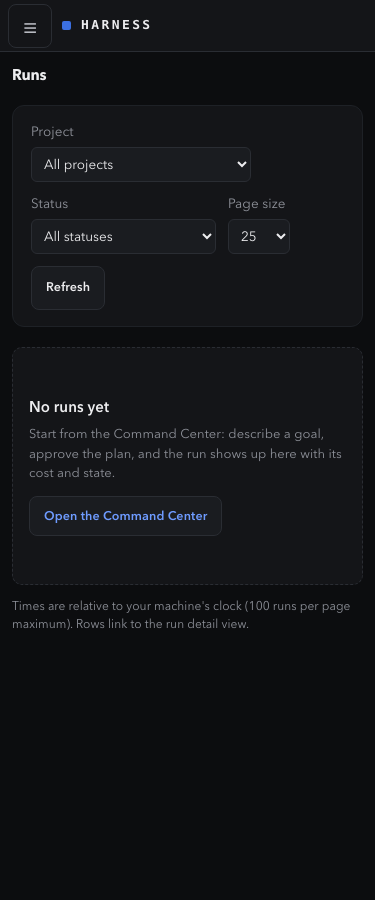 HARNESS
Runs
Project
All projects
Status
Page size
All statuses
25
Refresh
No runs yet
Start from the Command Center: describe a goal,
approve the plan, and the run shows up here with its
cost and state.
Open the Command Center
Times are relative to your machine's clock (100 runs per page
maximum). Rows link to the run detail view.